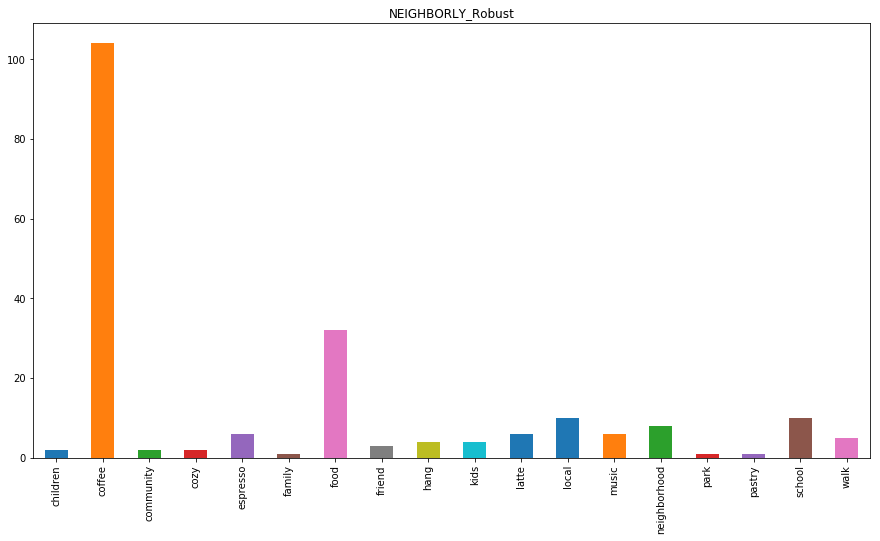 NEIGHBORLY_Robust
100
80
60
40
20
0
children
coffee
community
cozy
espresso
family
food
friend
hang
kids
latte
local
music
neighborhood
park
pastry
school
walk